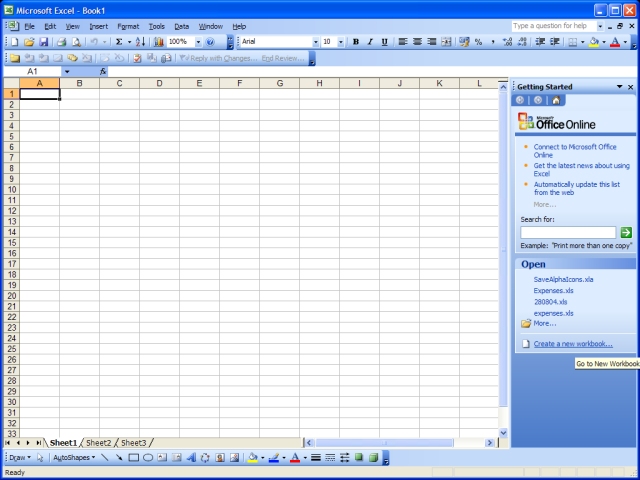 Microsoft Excel - Book1
File Edit View Insert Format Tools Data Window Help
Type a question for help
100%
Arial
10
B I U
Reply with Changes... End Review...
A1
fx
A B C D E F G H I J K L
1
2
3
4
5
6
7
8
9
10
11
12
13
14
15
16
17
18
19
20
21
22
23
24
25
26
27
28
29
30
31
32
33
Getting Started
Microsoft
Office Online
Connect to Microsoft Office
Online
Get the latest news about using
Excel
Automatically update this list
from the web
More...
Search for:
Example: "Print more than one copy"
Open
SaveAlphaIcons.xla
Expenses.xls
280804.xls
expenses.xls
More...
Create a new workbook...
Go to New Workbook
Sheet1 Sheet2 Sheet3
Draw AutoShapes
Ready